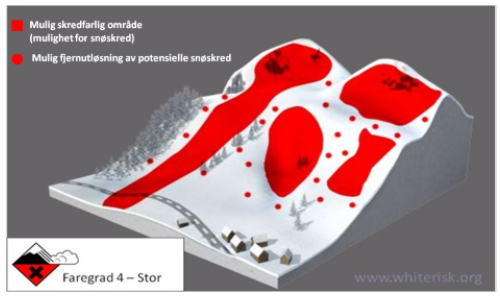 Mulig skredfarlig område
(mulighet for snøskred)
Mulig fjernutløsning av potensielle snøskred
Faregrad 4 – Stor
www.whiterisk.org